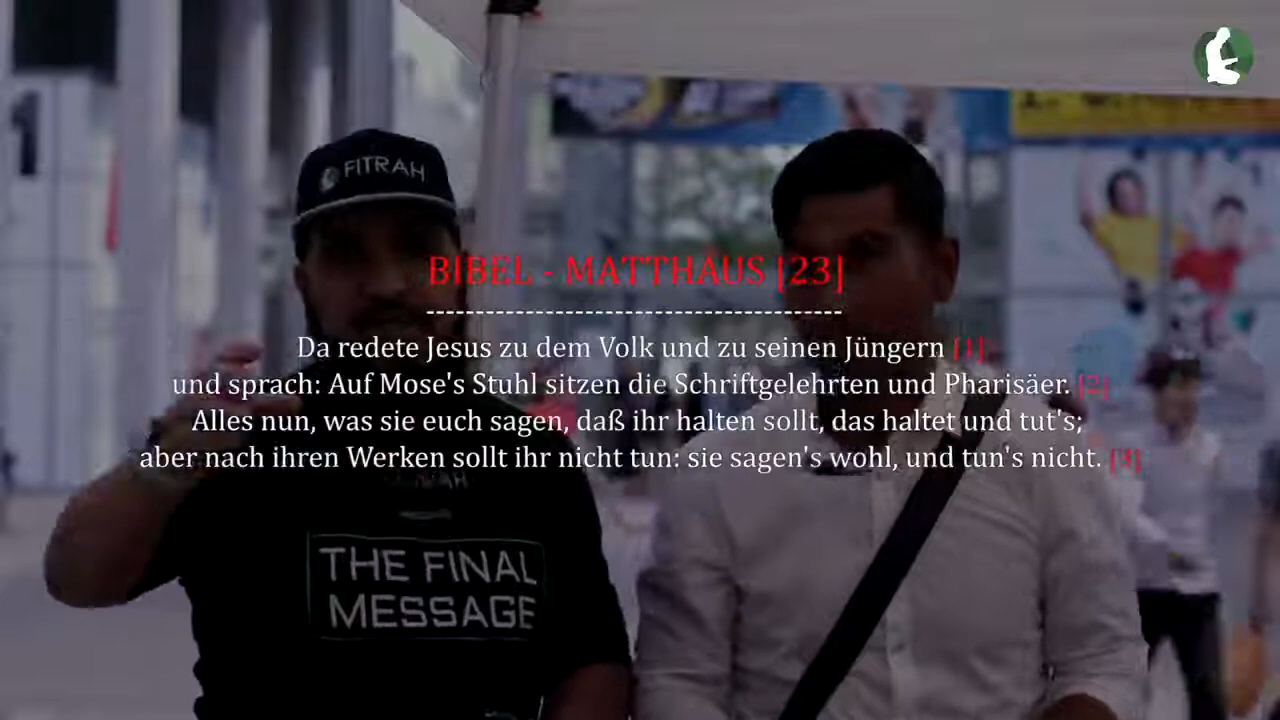 FITRAH
BIBEL - MATTHÄUS [23]
-----------------------------------------
Da redete Jesus zu dem Volk und zu seinen Jüngern [1]
und sprach: Auf Mose's Stuhl sitzen die Schriftgelehrten und Pharisäer. [2]
Alles nun, was sie euch sagen, daß ihr halten sollt, das haltet und tut's;
aber nach ihren Werken sollt ihr nicht tun: sie sagen's wohl, und tun's nicht. [3]
THE FINAL
MESSAGE